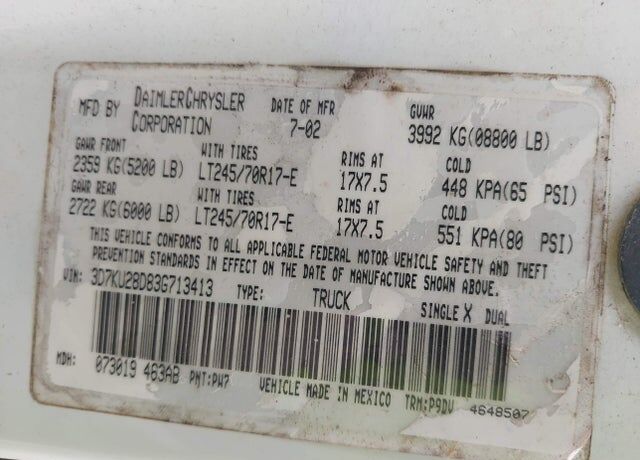 MFD BY DAIMLERCHRYSLER CORPORATION DATE OF MFR 7-02 GVWR 3992 KG(08800 LB)
GAWR FRONT WITH TIRES RIMS AT COLD
2359 KG(5200 LB) LT245/70R17-E 17X7.5 448 KPA(65 PSI)
GAWR REAR WITH TIRES RIMS AT COLD
2722 KG(6000 LB) LT245/70R17-E 17X7.5 551 KPA(80 PSI)
THIS VEHICLE CONFORMS TO ALL APPLICABLE FEDERAL MOTOR VEHICLE SAFETY AND THEFT
PREVENTION STANDARDS IN EFFECT ON THE DATE OF MANUFACTURE SHOWN ABOVE.
VIN: 3D7KU28D83G713413 TYPE: TRUCK SINGLE X DUAL
MDH: 073019 463AB PNT:PW7 VEHICLE MADE IN MEXICO TRM:P9DV 4648507